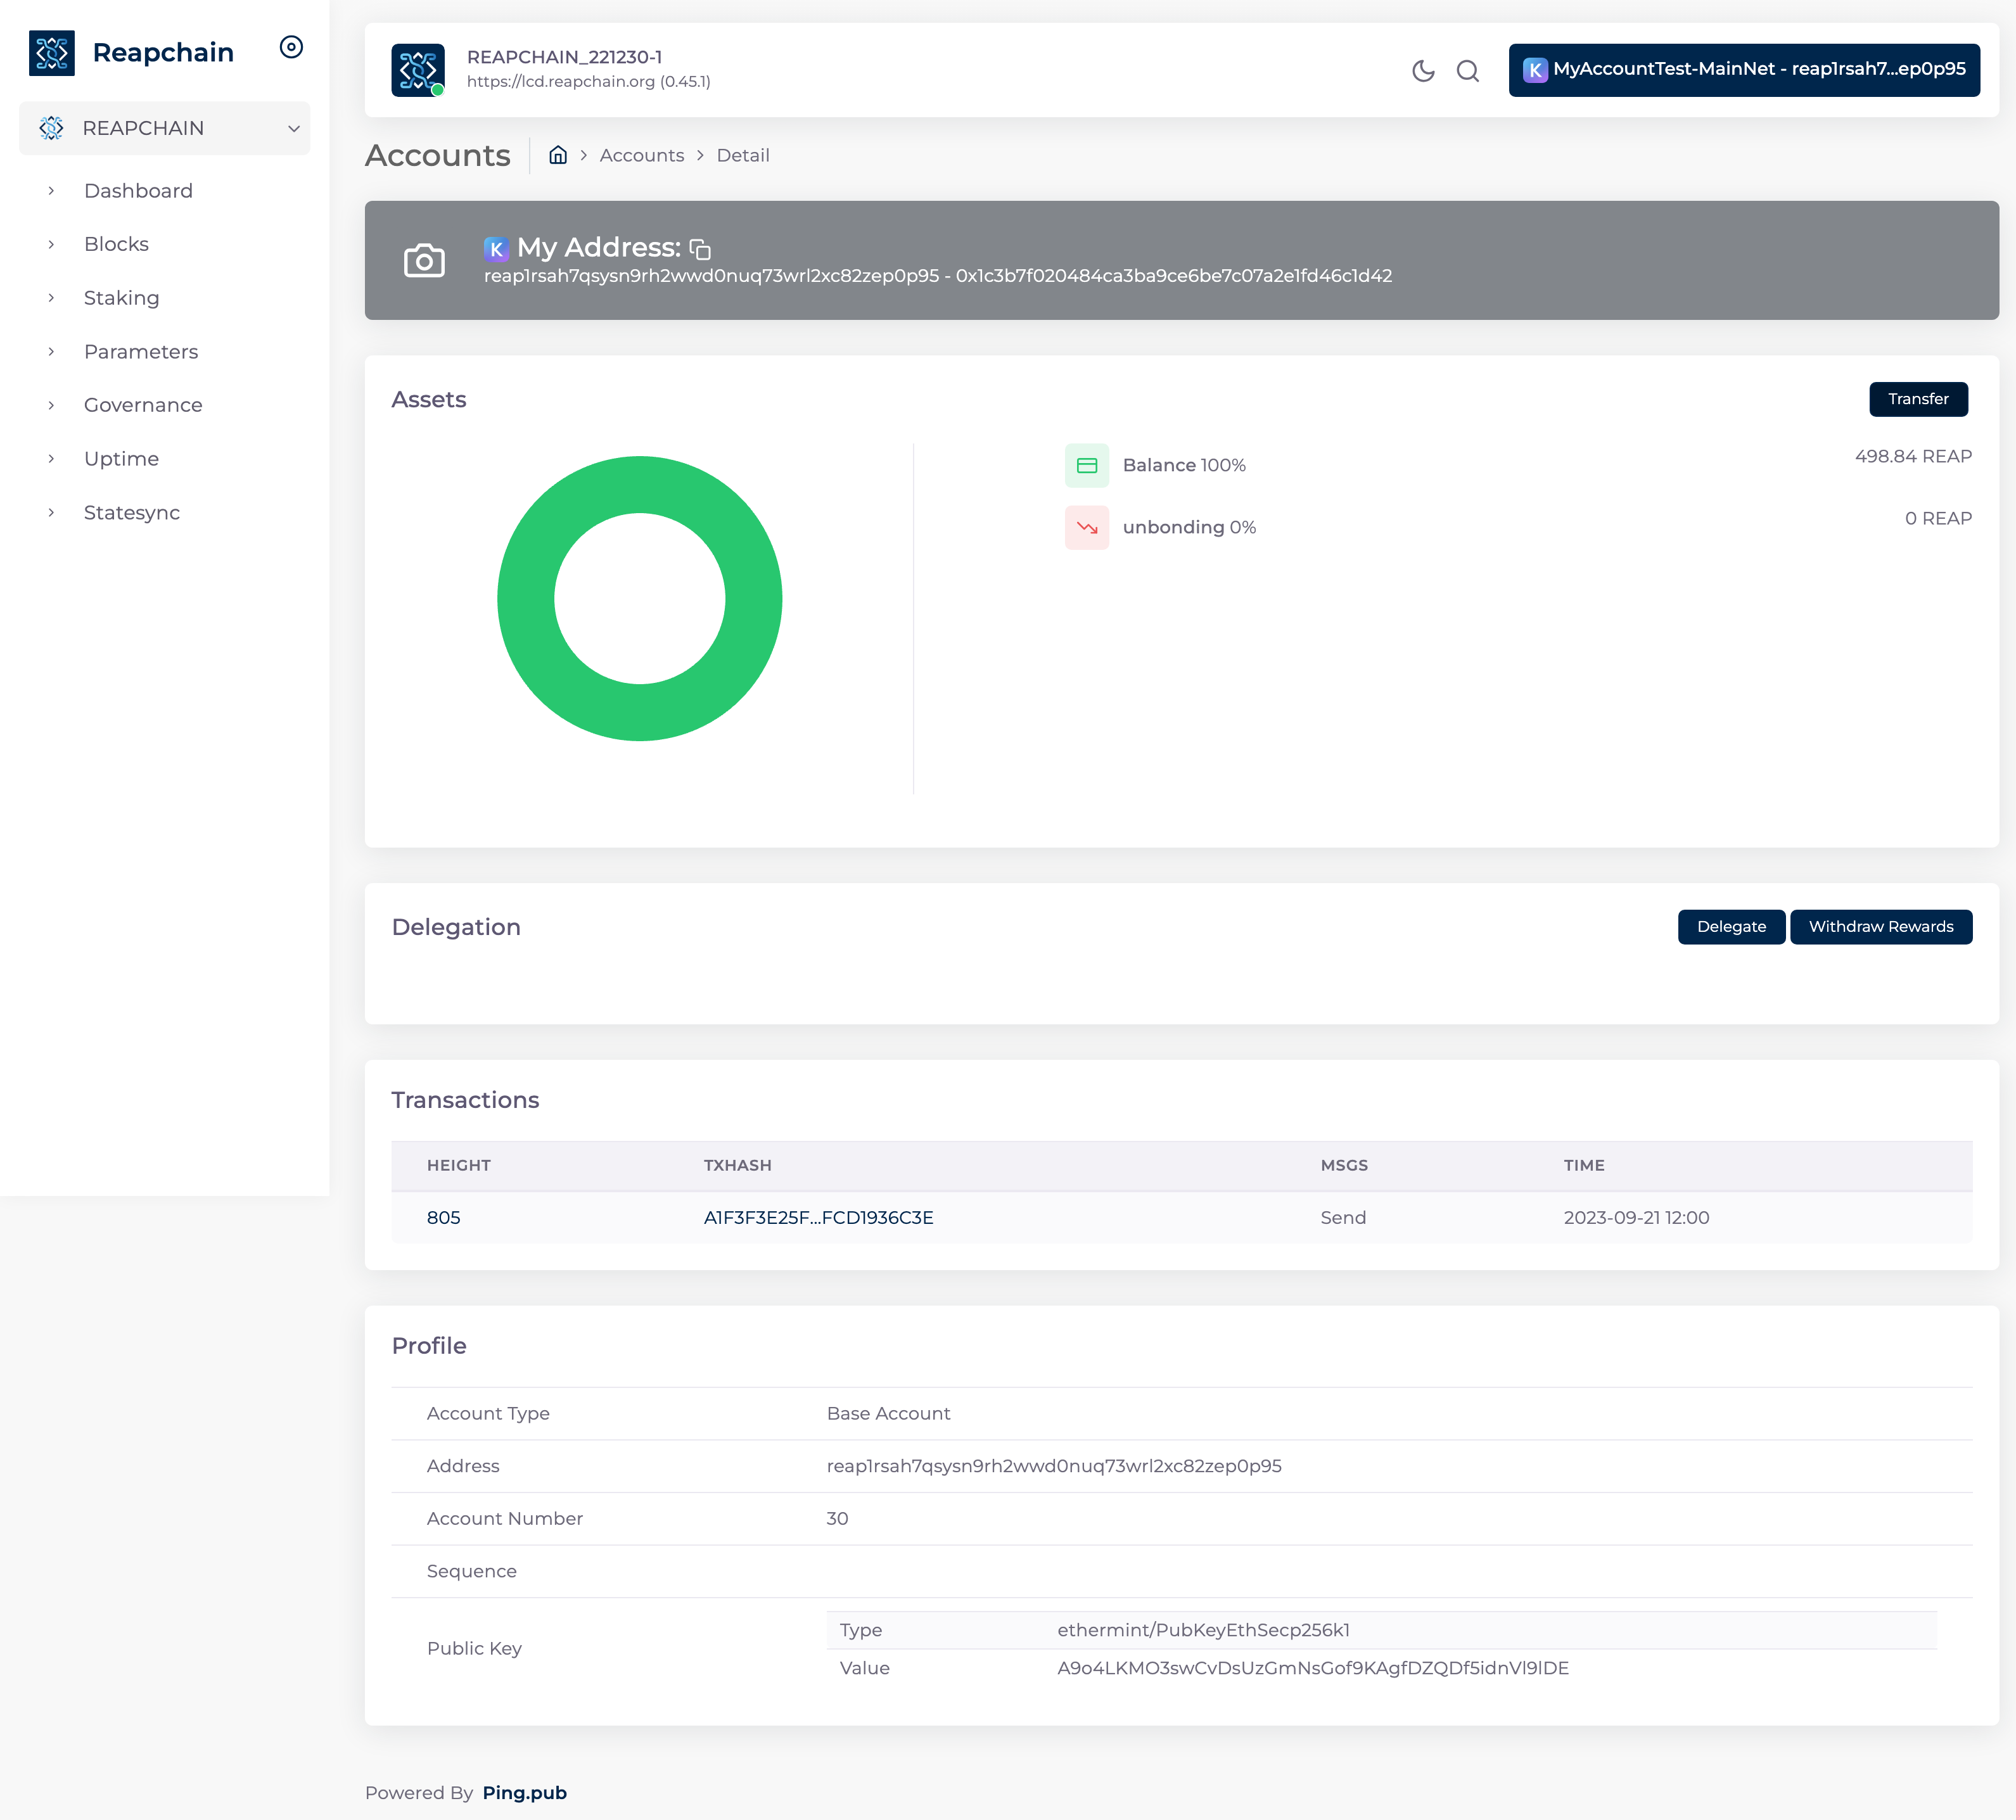 Reapchain
REAPCHAIN
Dashboard
Blocks
Staking
Parameters
Governance
Uptime
Statesync
REAPCHAIN_221230-1
https://lcd.reapchain.org (0.45.1)
K MyAccountTest-MainNet - reap1rsah7...ep0p95
Accounts
Accounts > Detail
K My Address:
reap1rsah7qsysn9rh2wwd0nuq73wrl2xc82zep0p95 - 0x1c3b7f020484ca3ba9ce6be7c07a2e1fd46c1d42
Assets
Transfer
Balance 100%
498.84 REAP
unbonding 0%
0 REAP
Delegation
Delegate
Withdraw Rewards
Transactions
HEIGHT TXHASH MSGS TIME
805 A1F3F3E25F...FCD1936C3E Send 2023-09-21 12:00
Profile
Account Type Base Account
Address reap1rsah7qsysn9rh2wwd0nuq73wrl2xc82zep0p95
Account Number 30
Sequence
Public Key
Type ethermint/PubKeyEthSecp256k1
Value A9o4LKMO3swCvDsUzGmNsGof9KAgfDZQDf5idnVl9lDE
Powered By Ping.pub